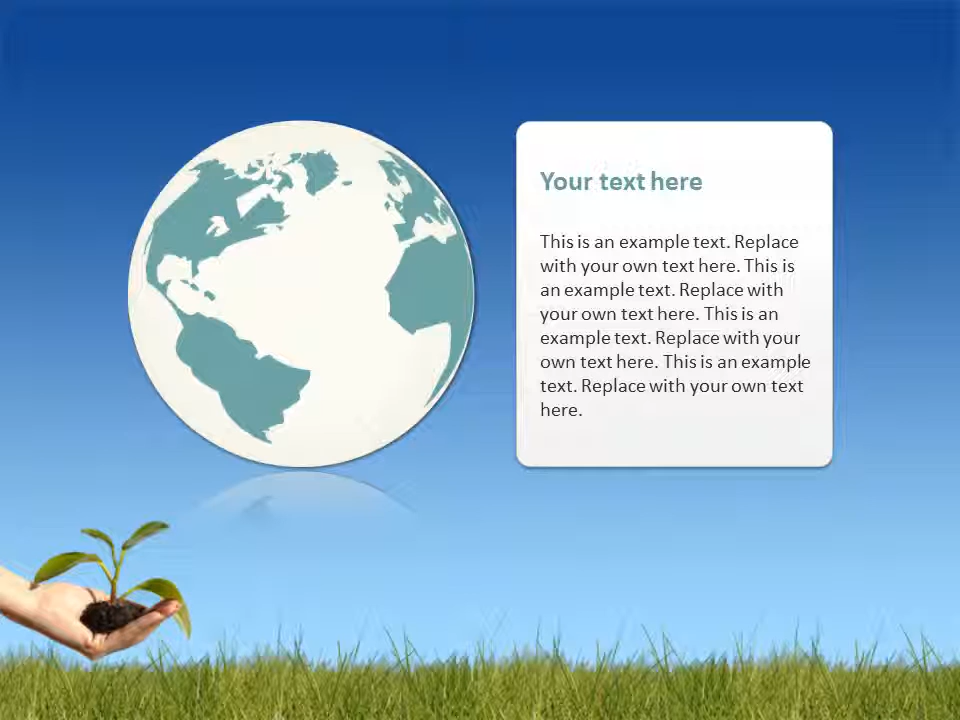 Your text here
This is an example text. Replace
with your own text here. This is
an example text. Replace with
your own text here. This is an
example text. Replace with your
own text here. This is an example
text. Replace with your own text
here.